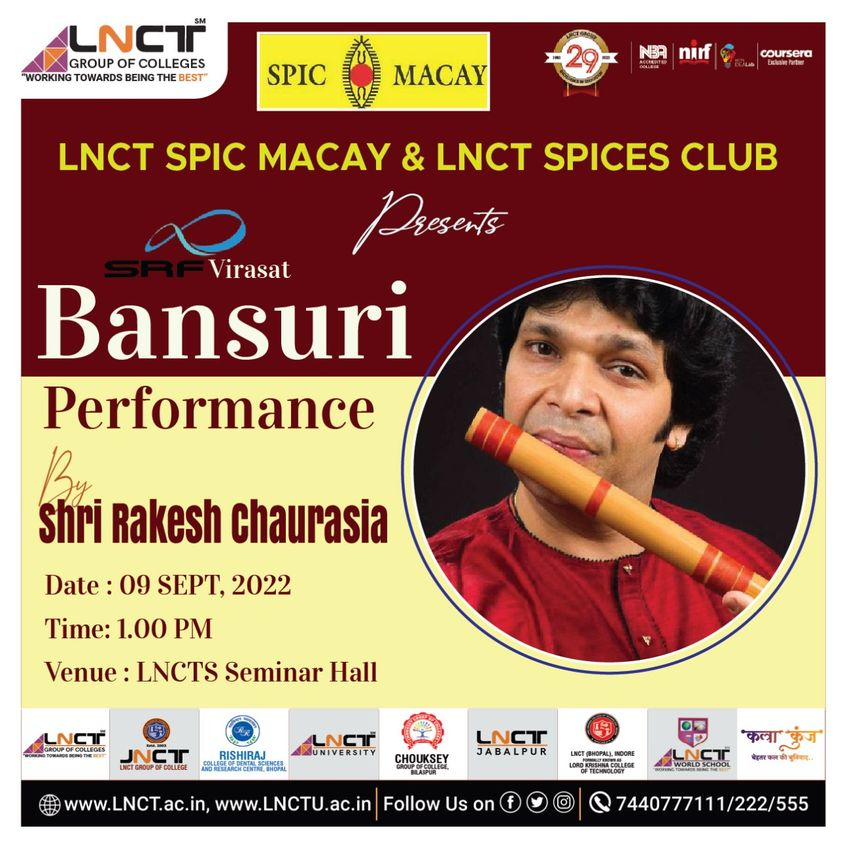 LNCT SM
GROUP OF COLLEGES
"WORKING TOWARDS BEING THE BEST"
SPIC MACAY
LNCT GROUP
29
NBA
ACCREDITED
COLLEGE
nirf
coursera
Exclusive Partner
LNCT SPIC MACAY & LNCT SPICES CLUB
Presents
SRF Virasat
Bansuri
Performance
By
Shri Rakesh Chaurasia
Date : 09 SEPT, 2022
Time: 1.00 PM
Venue : LNCTS Seminar Hall
LNCT
GROUP OF COLLEGES
"WORKING TOWARDS BEING THE BEST"
JNCT
LNCT GROUP OF COLLEGE
RISHIRAJ
COLLEGE OF DENTAL SCIENCES
AND RESEARCH CENTRE, BHOPAL
LNCT
UNIVERSITY
CHOUKSEY
GROUP OF COLLEGE,
BILASPUR
LNCT
JABALPUR
LNCT (BHOPAL), INDORE
FORMALLY KNOWN AS
LORD KRISHNA COLLEGE
OF TECHNOLOGY
LNCT
WORLD SCHOOL
"WORKING TOWARDS BEING THE BEST"
कला कुंज
बेहतर कल की बुनियाद..
www.LNCT.ac.in, www.LNCTU.ac.in Follow Us on 7440777111/222/555